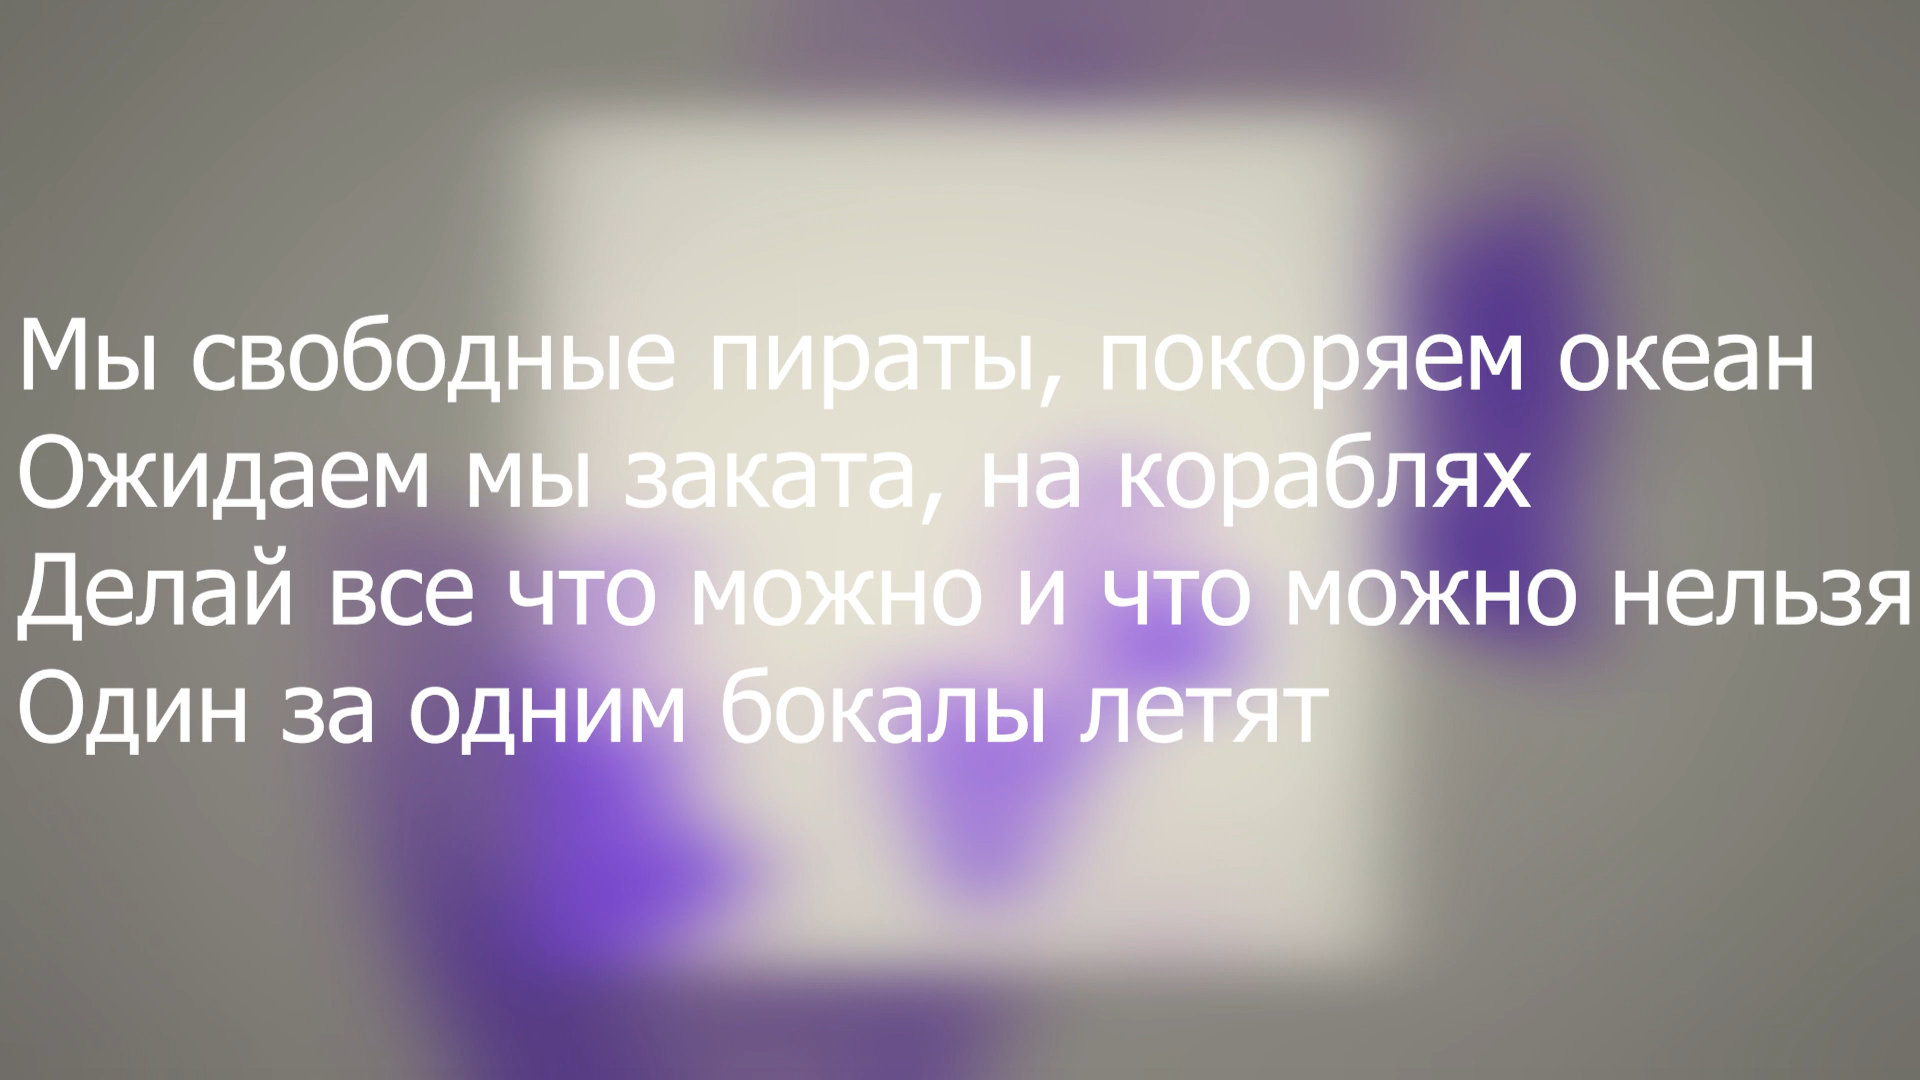 Мы свободные пираты, покоряем океан
Ожидаем мы заката, на кораблях
Делай все что можно и что можно нельзя
Один за одним бокалы летят